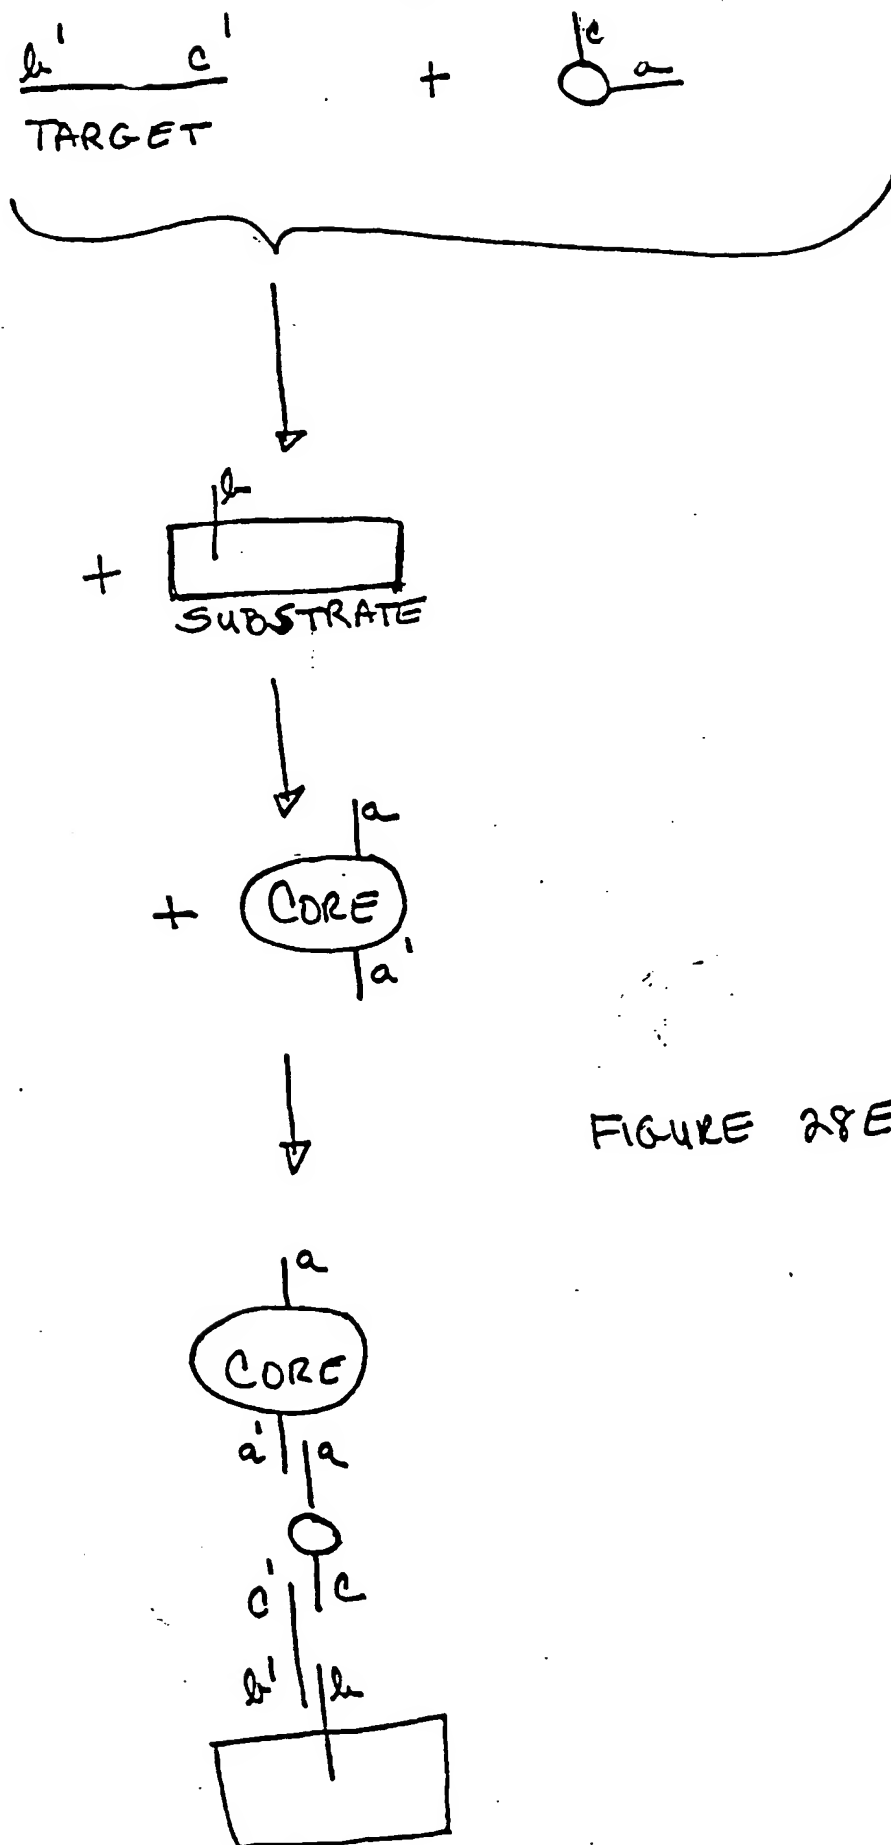 b' c' + c a
TARGET
b
+
SUBSTRATE
a
+ CORE
a'
FIGURE 28E
a
CORE
a' a
c' c
b' b